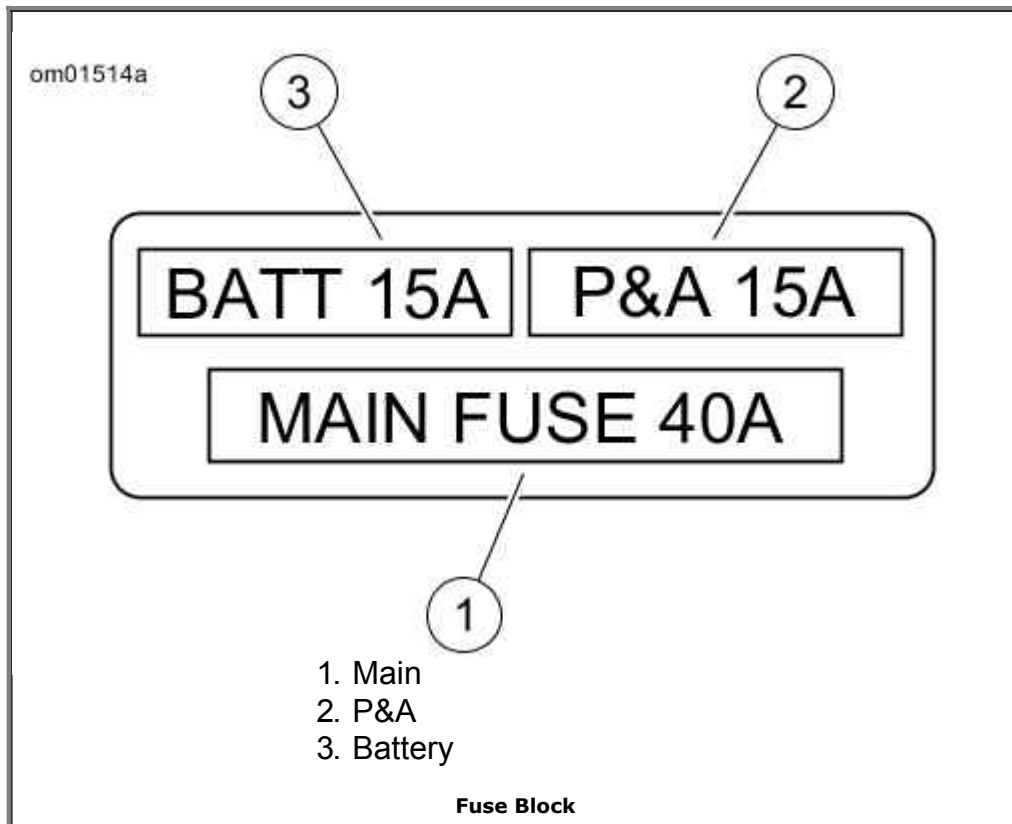 om01514a
3
2
BATT 15A
P&A 15A
MAIN FUSE 40A
1
1. Main
2. P&A
3. Battery
Fuse Block